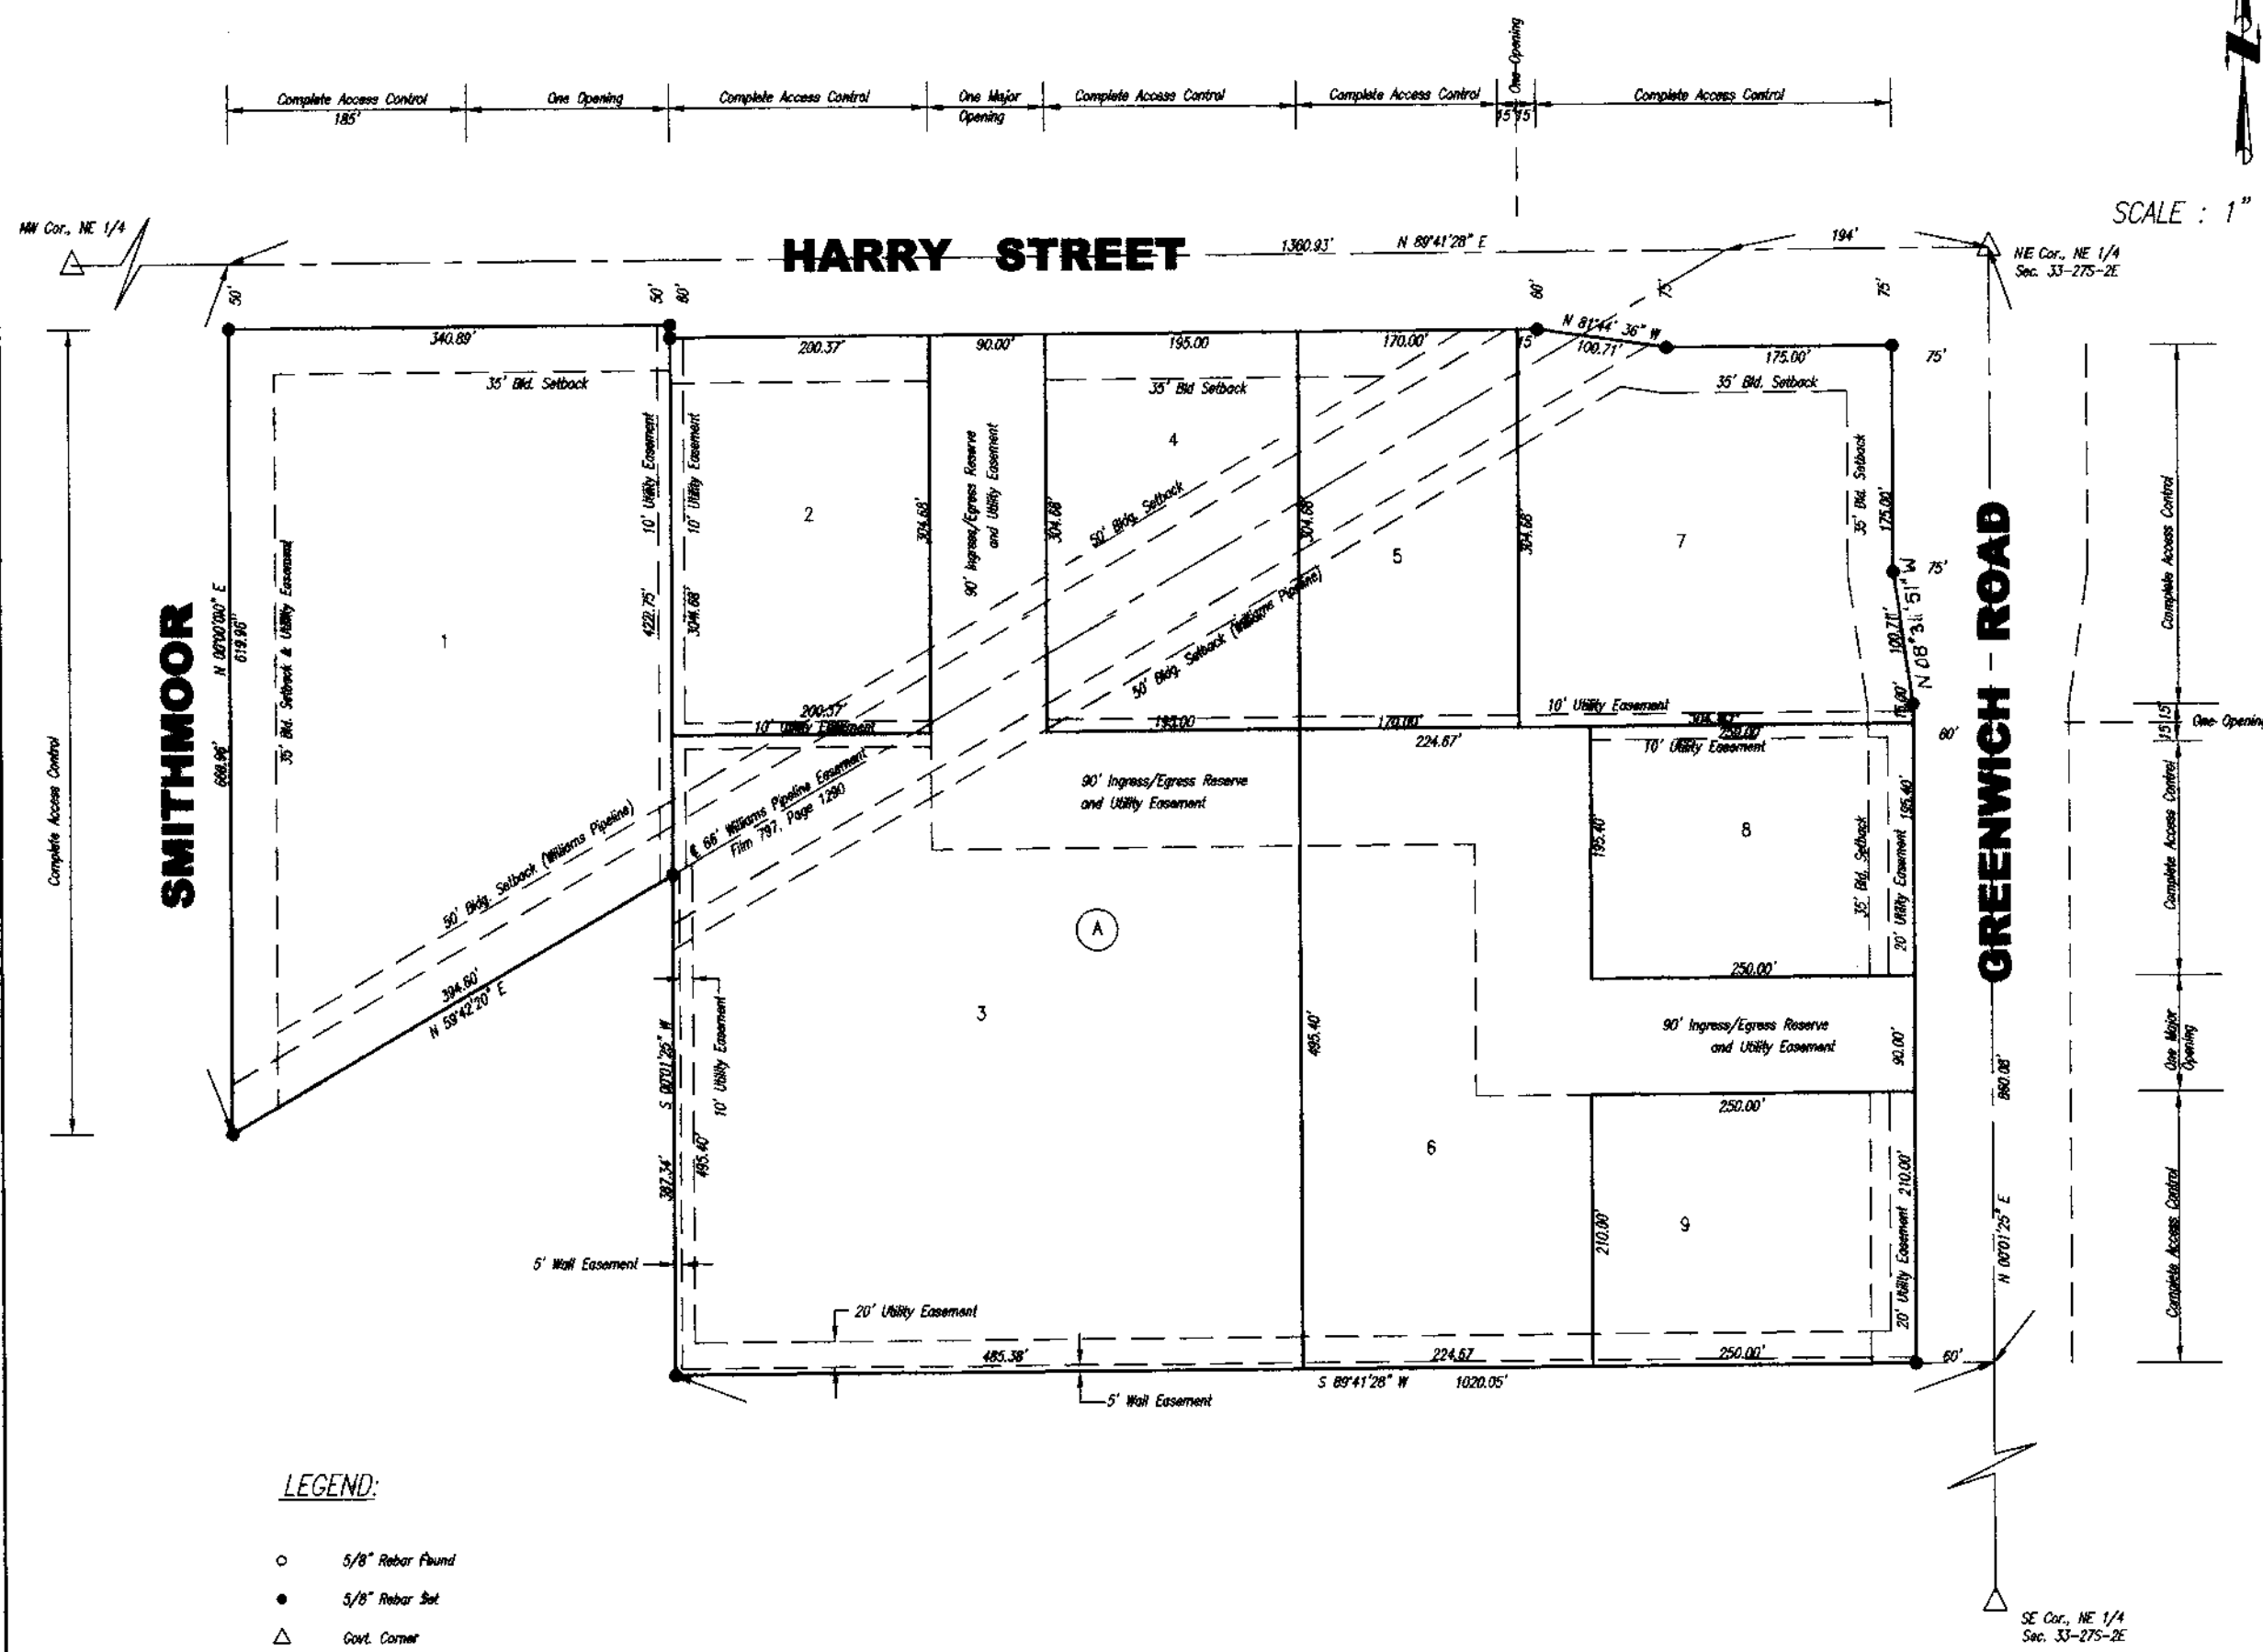 Complete Access Control
185'
One Opening
Complete Access Control
One Major
Opening
Complete Access Control
Complete Access Control
15' 15'
One Opening
Complete Access Control
SCALE : 1"
NW Cor., NE 1/4
HARRY STREET
1360.93'
N 89°41'28" E
194'
NE Cor., NE 1/4
Sec. 33-27S-2E
50'
50'
60'
60'
75'
75'
340.89'
200.37'
90.00'
195.00
170.00'
15'
N 81°44' 36" W
100.71'
175.00'
75'
35' Bld. Setback
35' Bld Setback
35' Bld. Setback
Complete Access Control
SMITHMOOR
N 00°00'00" E
619.96'
669.96'
35' Bld. Setback & Utility Easement
1
10' Utility Easement
10' Utility Easement
422.75'
304.68'
2
304.68'
90' Ingress/Egress Reserve
and Utility Easement
304.68'
4
50' Bldg. Setback
304.68'
5
304.68'
7
50' Bldg. Setback (Williams Pipeline)
35' Bld. Setback
175.00'
75'
N 08°31'51" W
100.71'
15.00'
60'
GREENWICH ROAD
Complete Access Control
15' 15'
One Opening
200.37'
10' Utility Easement
195.00
170.00'
10' Utility Easement
224.67'
250.00'
10' Utility Easement
90' Ingress/Egress Reserve
and Utility Easement
℄ 66' Williams Pipeline Easement
Film 797, Page 1290
50' Bldg. Setback (Williams Pipeline)
394.60'
N 59°42'20" E
195.40'
8
35' Bld. Setback
20' Utility Easement
195.40'
Complete Access Control
250.00'
A
3
10' Utility Easement
S 00°01'25" W
495.40'
387.34'
495.40'
90' Ingress/Egress Reserve
and Utility Easement
90.00'
One Major
Opening
250.00'
6
210.00'
9
20' Utility Easement
210.00'
N 00°01'25" E
Complete Access Control
5' Wall Easement
20' Utility Easement
485.38'
224.67
250.00'
60'
S 89°41'28" W
1020.05'
5' Wall Easement
LEGEND:
5/8" Rebar Found
5/8" Rebar Set
Govt. Corner
SE Cor., NE 1/4
Sec. 33-27S-2E